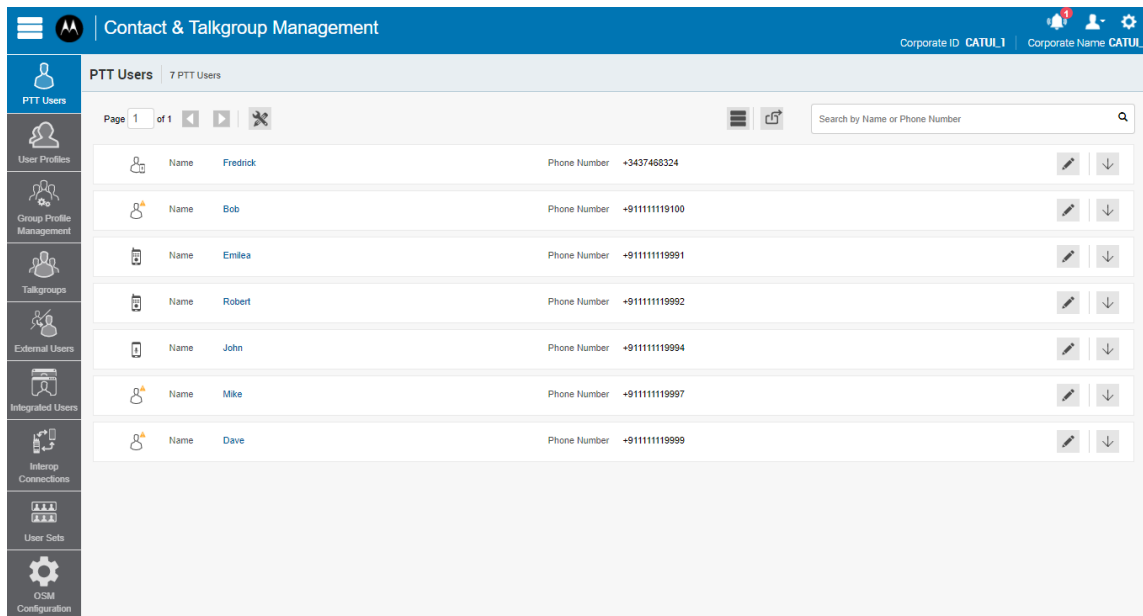 Contact & Talkgroup Management
1
Corporate ID CATUI_1 Corporate Name CATUI_
PTT Users
User Profiles
Group Profile
Management
Talkgroups
External Users
Integrated Users
Interop
Connections
User Sets
OSM
Configuration
PTT Users 7 PTT Users
Page 1 of 1 Search by Name or Phone Number
Name Fredrick Phone Number +3437468324
Name Bob Phone Number +911111119100
Name Emilea Phone Number +911111119991
Name Robert Phone Number +911111119992
Name John Phone Number +911111119994
Name Mike Phone Number +911111119997
Name Dave Phone Number +911111119999